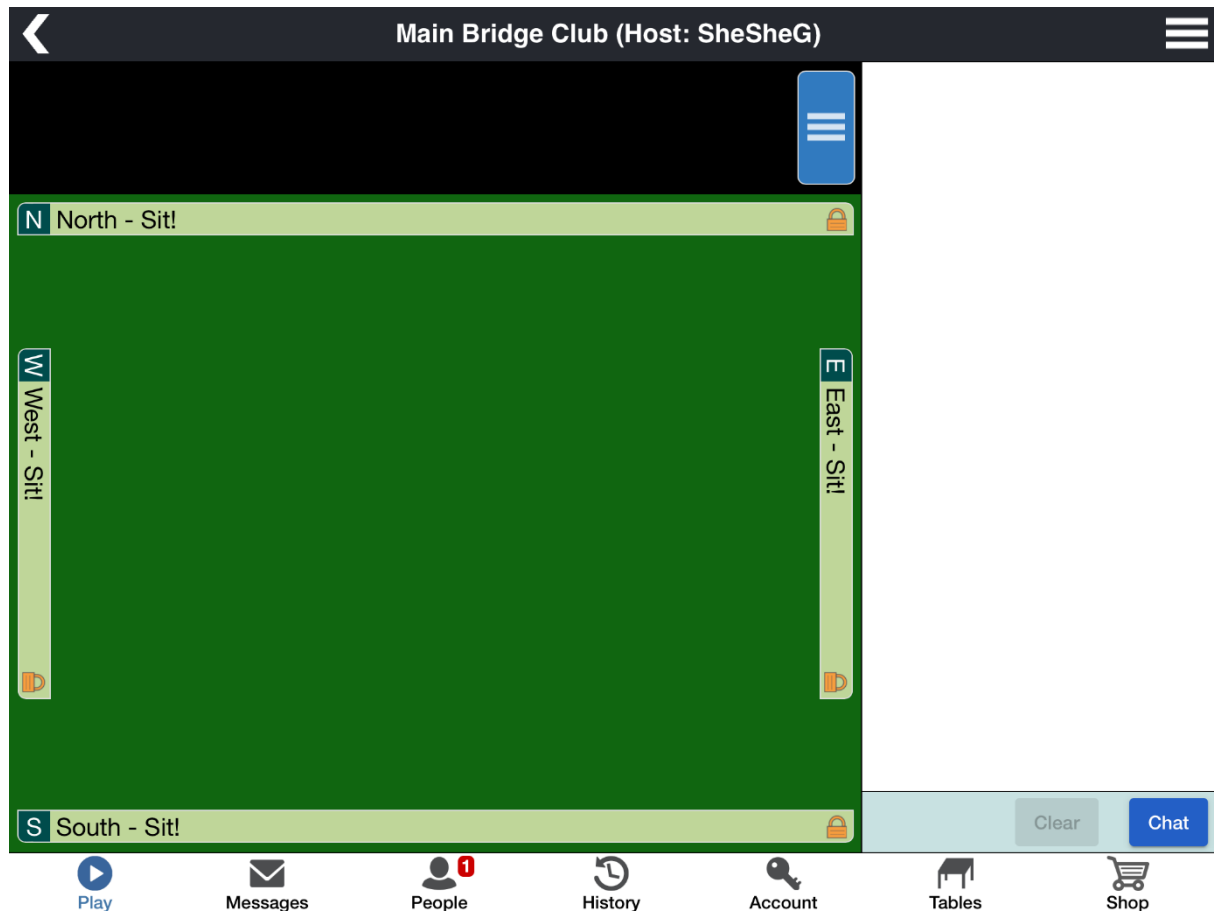 Main Bridge Club (Host: SheSheG)
N North - Sit!
W West - Sit!
E East - Sit!
S South - Sit!
Clear
Chat
1
Play
Messages
People
History
Account
Tables
Shop